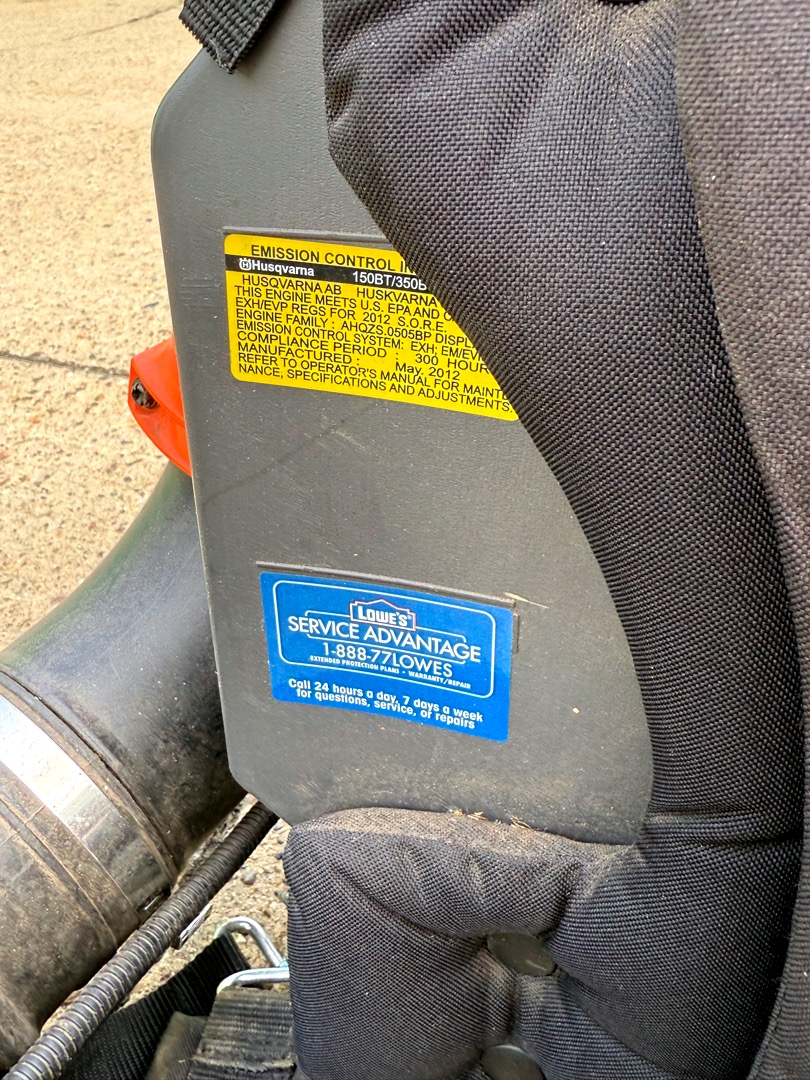 EMISSION CONTROL
Husqvarna 150BT/350B
HUSQVARNA AB HUSKVARNA
THIS ENGINE MEETS U.S. EPA AND
EXH/EVP REGS FOR 2012 S.O.R.E.
ENGINE FAMILY : AHQZS.0505BP DISPL
EMISSION CONTROL SYSTEM: EXH; EM/EV
COMPLIANCE PERIOD : 300 HOUR
MANUFACTURED : May. 2012
REFER TO OPERATOR'S MANUAL FOR MAINTE-
NANCE; SPECIFICATIONS AND ADJUSTMENTS.
LOWE'S
SERVICE ADVANTAGE
1-888-77LOWES
EXTENDED PROTECTION PLANS • WARRANTY/REPAIR
Call 24 hours a day, 7 days a week
for questions, service, or repairs